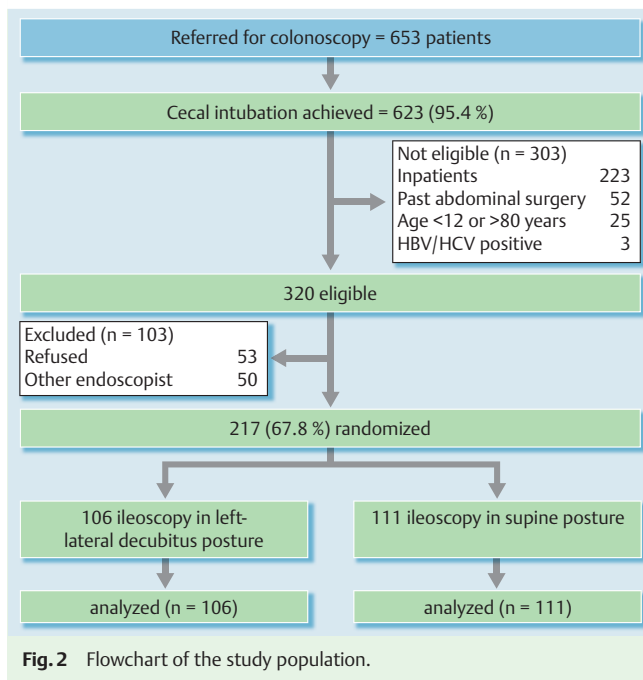 Referred for colonoscopy = 653 patients
Cecal intubation achieved = 623 (95.4 %)
Not eligible (n = 303)
Inpatients 223
Past abdominal surgery 52
Age <12 or >80 years 25
HBV/HCV positive 3
320 eligible
Excluded (n = 103)
Refused 53
Other endoscopist 50
217 (67.8 %) randomized
106 ileoscopy in left-
lateral decubitus posture
111 ileoscopy in supine posture
analyzed (n = 106)
analyzed (n = 111)
Fig. 2 Flowchart of the study population.